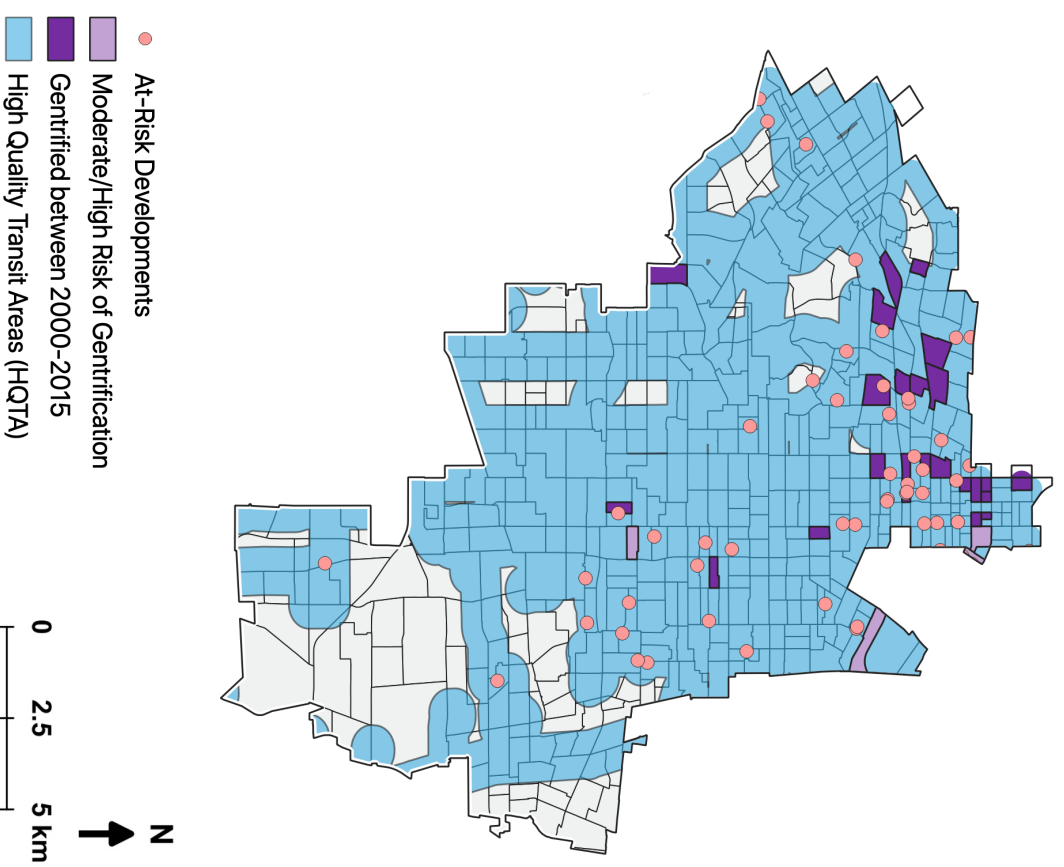 At-Risk Developments
Moderate/High Risk of Gentrification
Gentrified between 2000-2015
High Quality Transit Areas (HQTA)
0 2.5 5 km
N